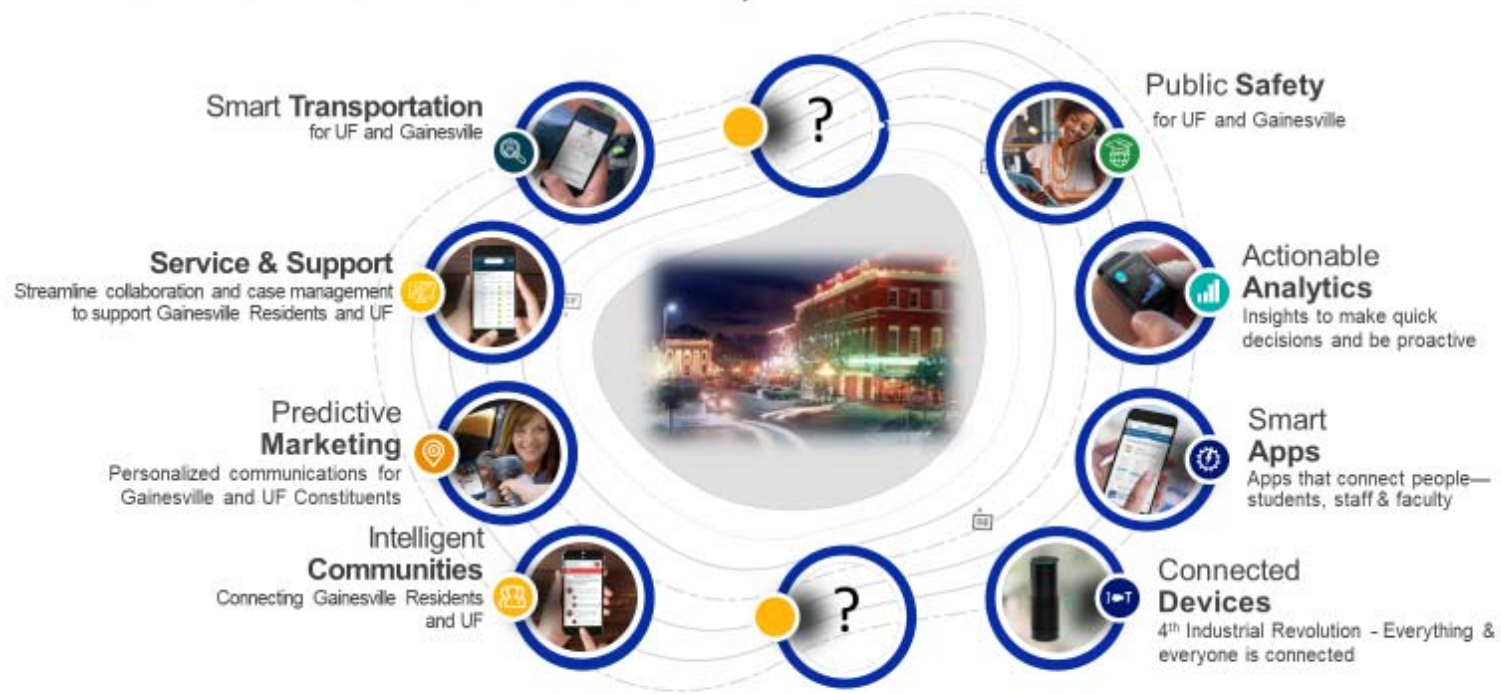 Smart Transportation
for UF and Gainesville
?
Public Safety
for UF and Gainesville
Service & Support
Streamline collaboration and case management
to support Gainesville Residents and UF
Actionable
Analytics
Insights to make quick
decisions and be proactive
Predictive
Marketing
Personalized communications for
Gainesville and UF Constituents
Smart
Apps
Apps that connect people—
students, staff & faculty
Intelligent
Communities
Connecting Gainesville Residents
and UF
?
Connected
Devices
4th Industrial Revolution - Everything &
everyone is connected